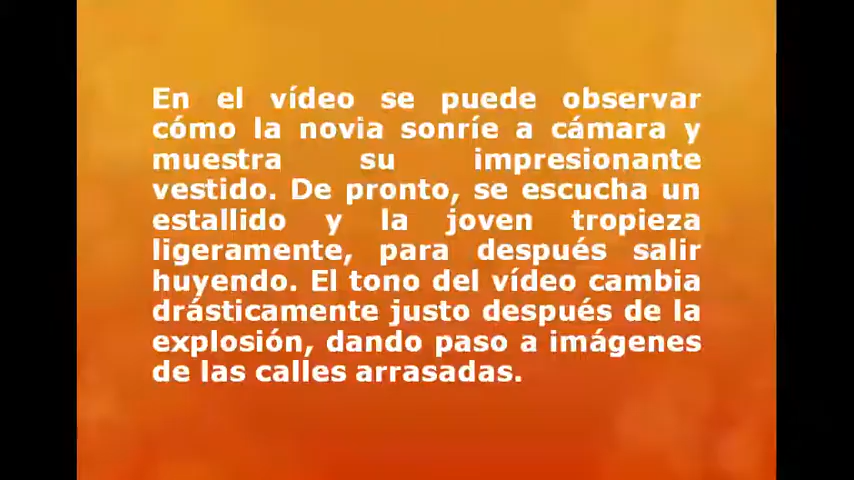 En el vídeo se puede observar
cómo la novia sonríe a cámara y
muestra su impresionante
vestido. De pronto, se escucha un
estallido y la joven tropieza
ligeramente, para después salir
huyendo. El tono del vídeo cambia
drásticamente justo después de la
explosión, dando paso a imágenes
de las calles arrasadas.